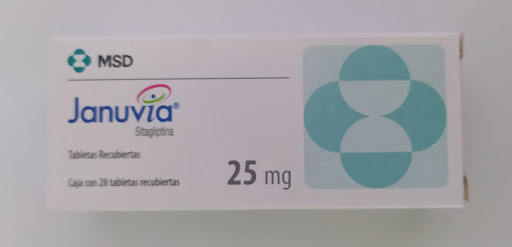 MSD
Januvia®
Sitagliptina
Tabletas Recubiertas
Caja con 28 tabletas recubiertas
25 mg